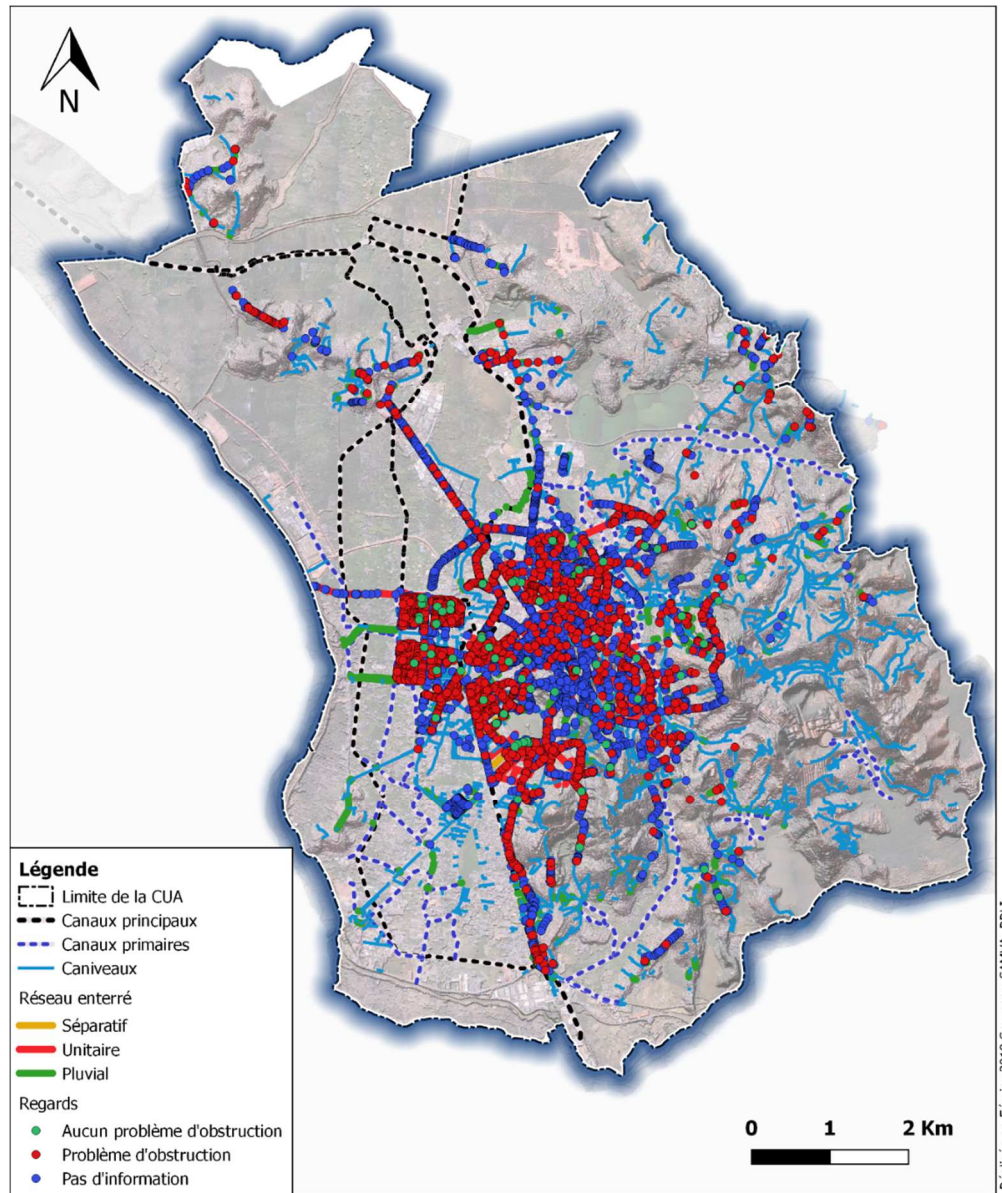 N
Légende
Limite de la CUA
Canaux principaux
Canaux primaires
Caniveaux
Réseau enterré
Séparatif
Unitaire
Pluvial
Regards
Aucun problème d'obstruction
Problème d'obstruction
Pas d'information
0 1 2 Km